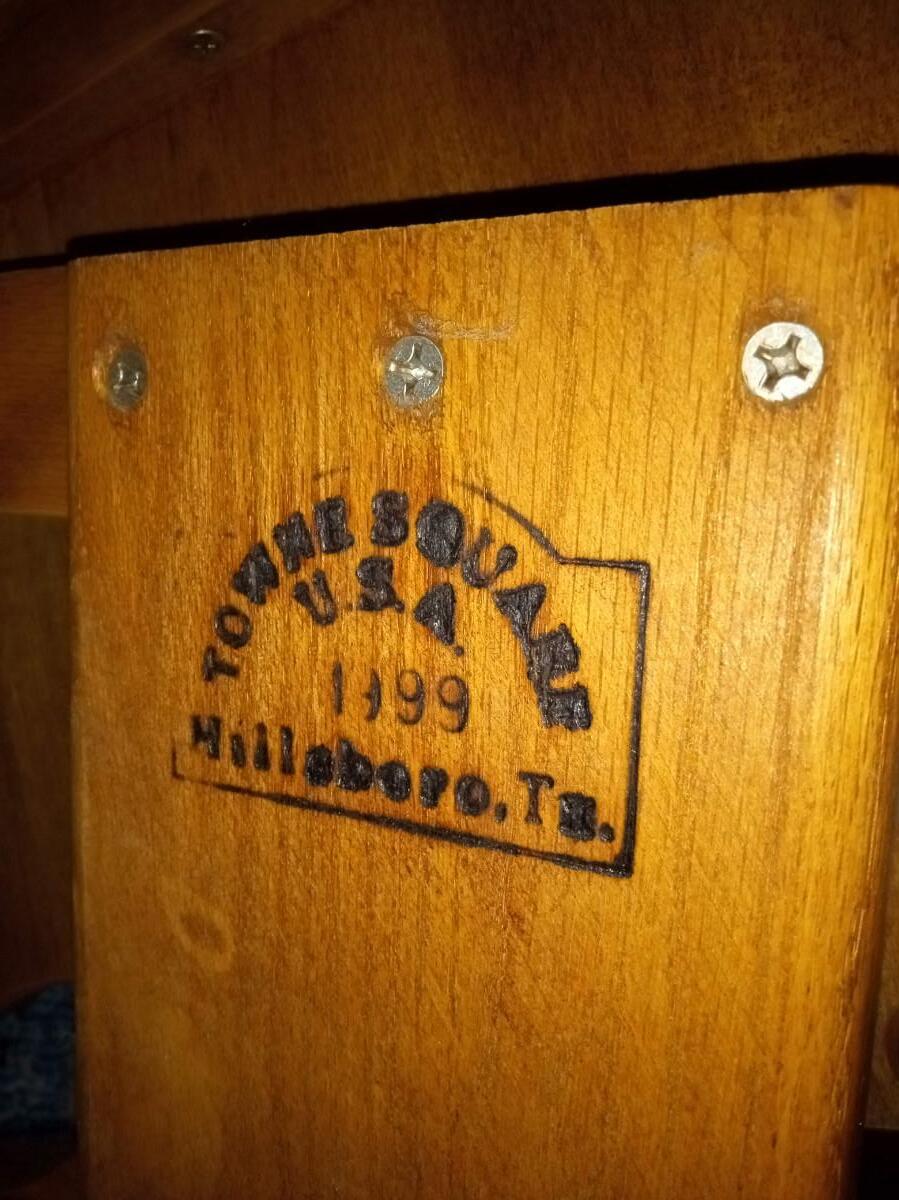 TOWNE SQUARE
U.S.A.
1999
Hillsboro, Tx.